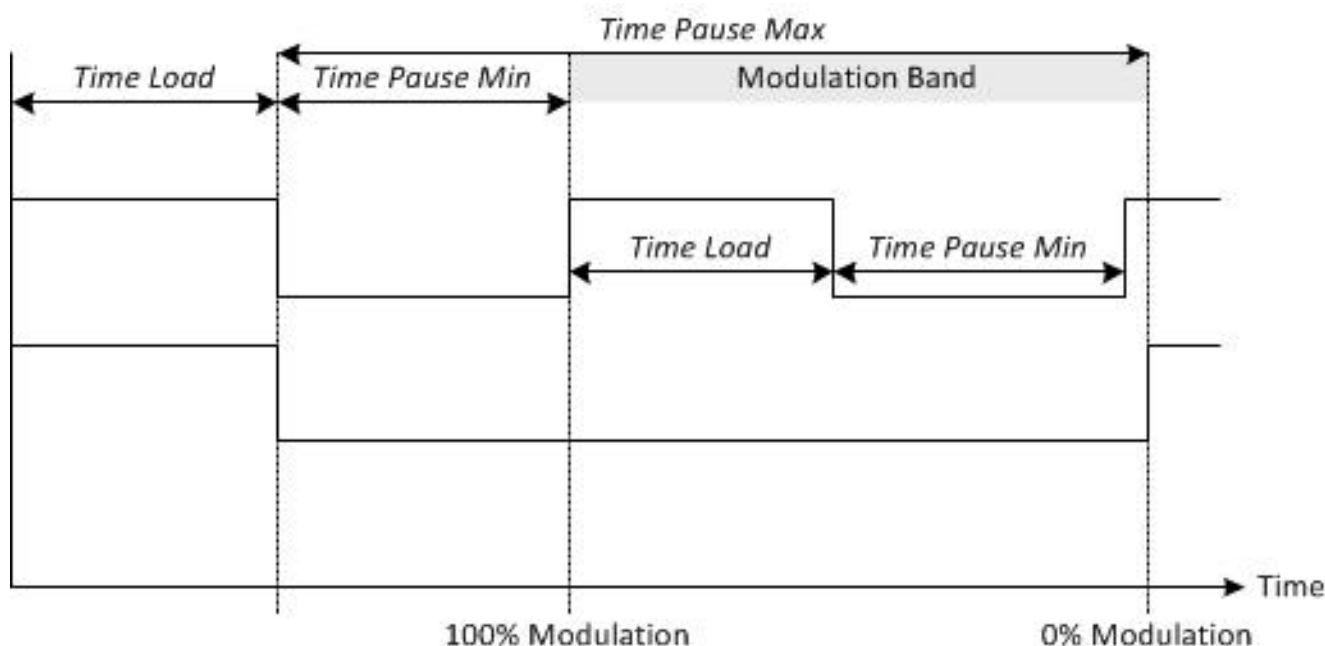 Time Pause Max
Time Load
Time Pause Min
Modulation Band
Time Load
Time Pause Min
Time
100% Modulation
0% Modulation